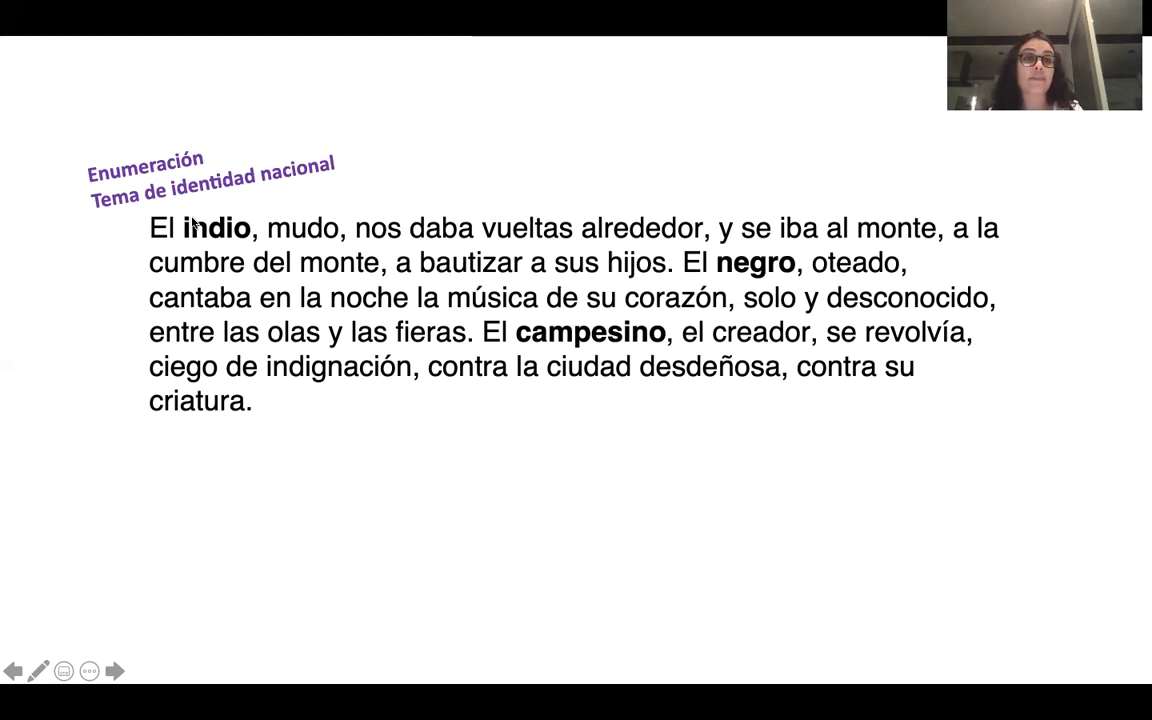 Enumeración
Tema de identidad nacional
El indio, mudo, nos daba vueltas alrededor, y se iba al monte, a la
cumbre del monte, a bautizar a sus hijos. El negro, oteado,
cantaba en la noche la música de su corazón, solo y desconocido,
entre las olas y las fieras. El campesino, el creador, se revolvía,
ciego de indignación, contra la ciudad desdeñosa, contra su
criatura.